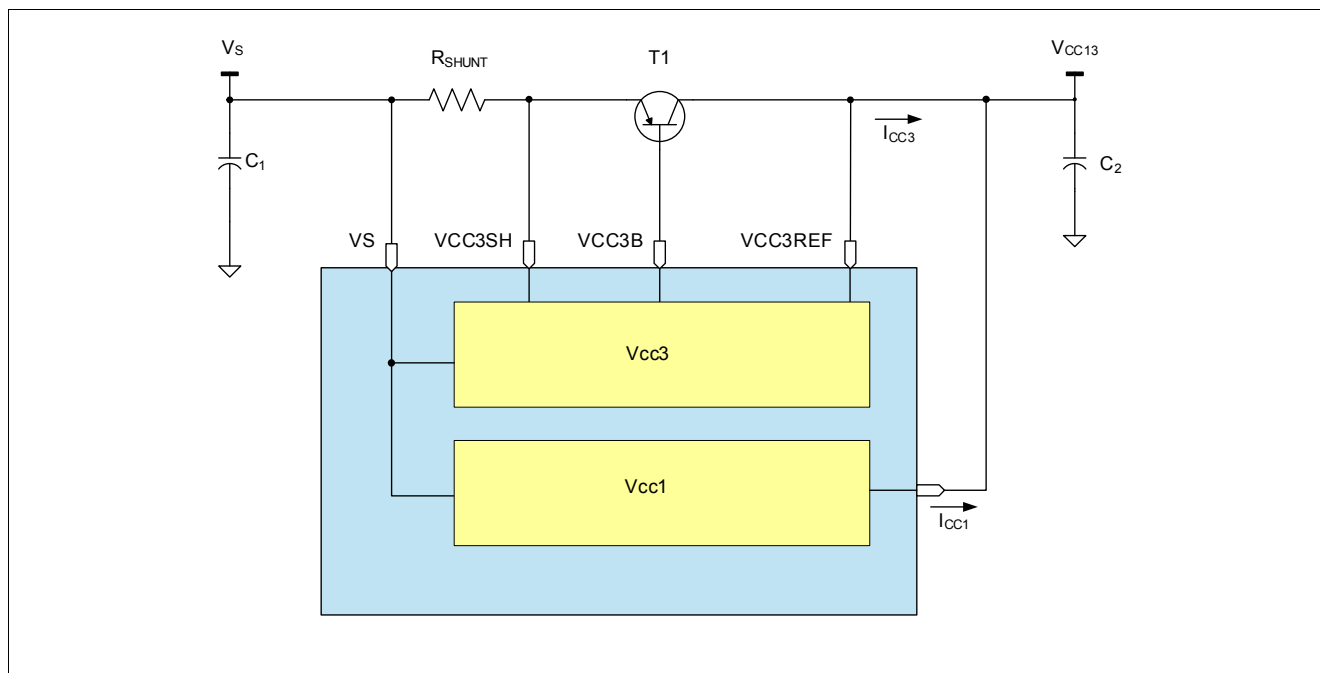 VS
RSHUNT
T1
VCC13
ICC3
C1
C2
VS
VCC3SH
VCC3B
VCC3REF
Vcc3
Vcc1
ICC1